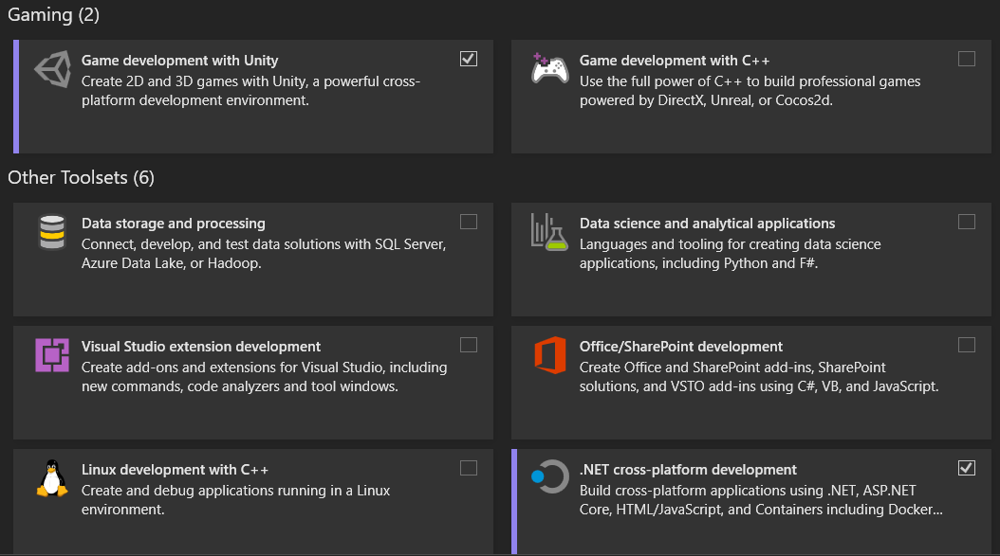 Gaming (2)
Game development with Unity
Create 2D and 3D games with Unity, a powerful cross-
platform development environment.
Game development with C++
Use the full power of C++ to build professional games
powered by DirectX, Unreal, or Cocos2d.
Other Toolsets (6)
Data storage and processing
Connect, develop, and test data solutions with SQL Server,
Azure Data Lake, or Hadoop.
Data science and analytical applications
Languages and tooling for creating data science
applications, including Python and F#.
Visual Studio extension development
Create add-ons and extensions for Visual Studio, including
new commands, code analyzers and tool windows.
Office/SharePoint development
Create Office and SharePoint add-ins, SharePoint
solutions, and VSTO add-ins using C#, VB, and JavaScript.
Linux development with C++
Create and debug applications running in a Linux
environment.
.NET cross-platform development
Build cross-platform applications using .NET, ASP.NET
Core, HTML/JavaScript, and Containers including Docker...